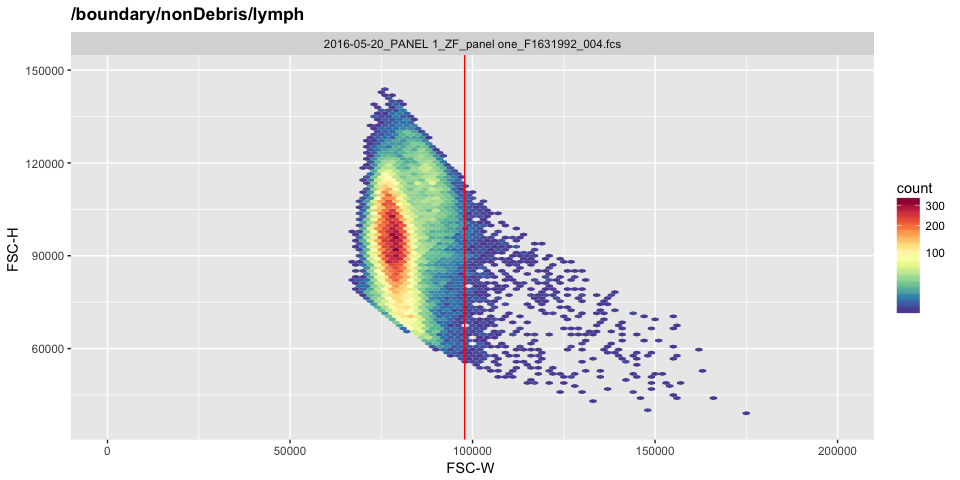 /boundary/nonDebris/lymph
2016-05-20_PANEL 1_ZF_panel one_F1631992_004.fcs
150000
120000
90000
60000
FSC-H
0
50000
100000
150000
200000
FSC-W
count
300
200
100